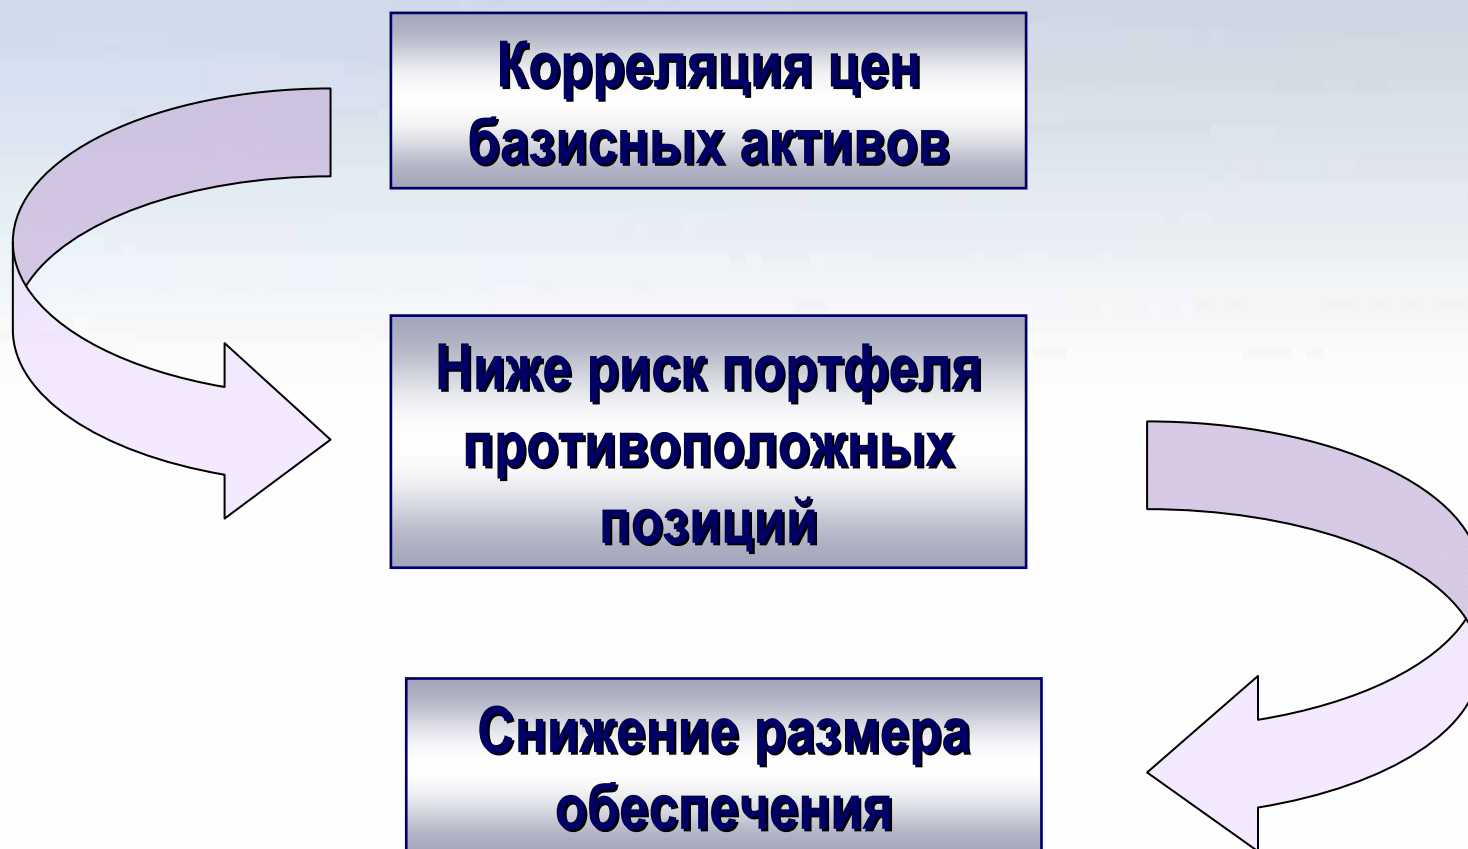 Корреляция цен
базисных активов
Ниже риск портфеля
противоположных
позиций
Снижение размера
обеспечения